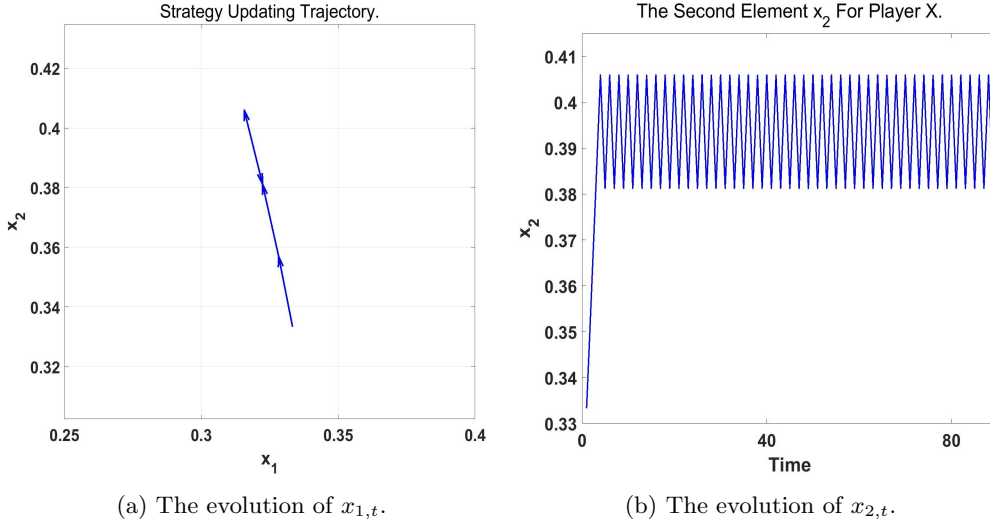 Strategy Updating Trajectory.
0.42
0.4
0.38
0.36
0.34
0.32
x2
0.25
0.3
0.35
0.4
x1
(a) The evolution of x1,t.
The Second Element x2 For Player X.
0.41
0.4
0.39
0.38
0.37
0.36
0.35
0.34
0.33
x2
0
40
80
Time
(b) The evolution of x2,t.